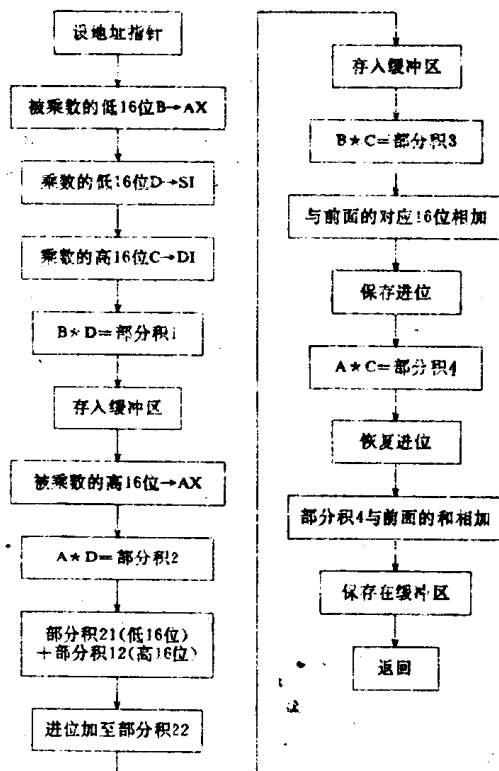 设地址指针
被乘数的低16位B→AX
乘数的低16位D→SI
乘数的高16位C→DI
B*D=部分积1
存入缓冲区
被乘数的高16位→AX
A*D=部分积2
部分积21(低16位)
+部分积12(高16位)
进位加至部分积22
存入缓冲区
B*C=部分积3
与前面的对应16位相加
保存进位
A*C=部分积4
恢复进位
部分积4与前面的和相加
保存在缓冲区
返回